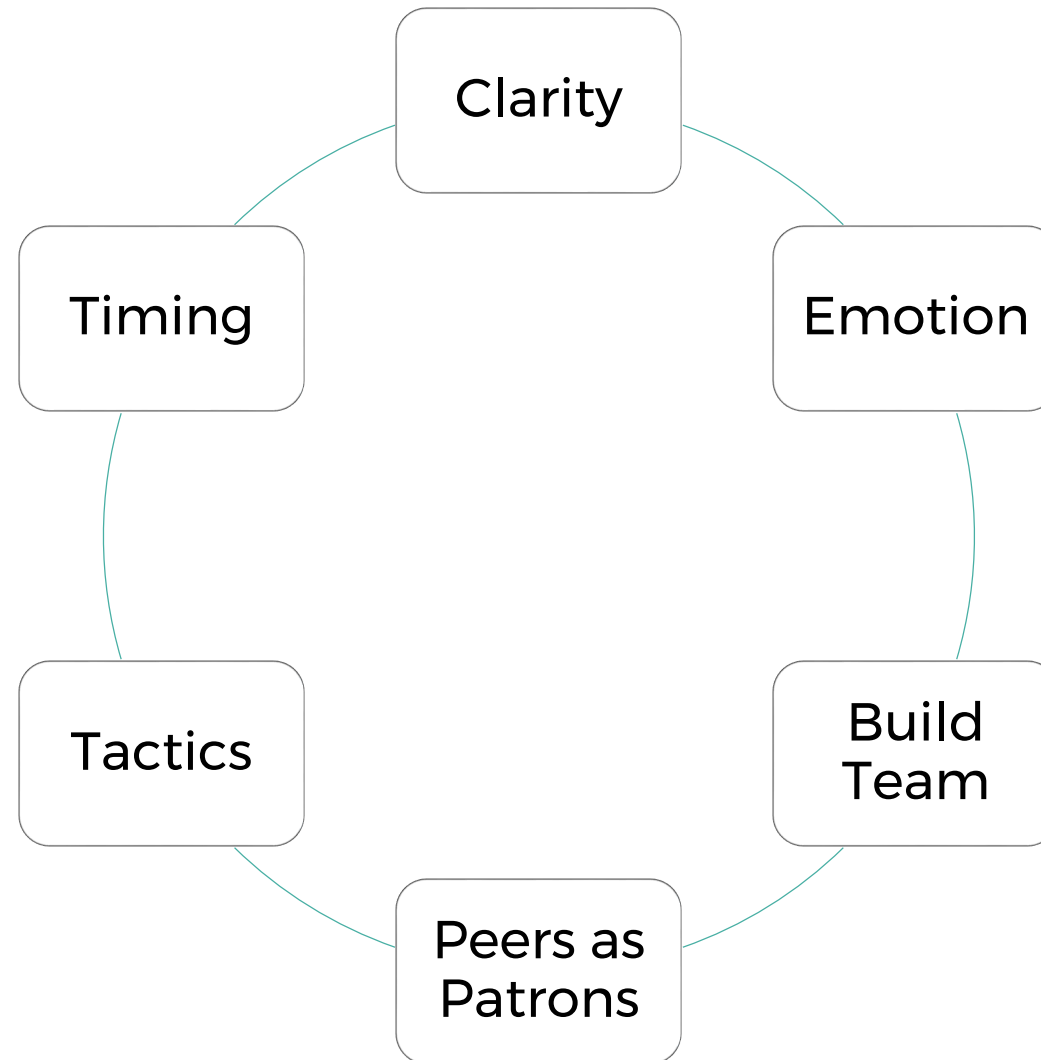 Clarity
Emotion
Build
Team
Peers as
Patrons
Tactics
Timing